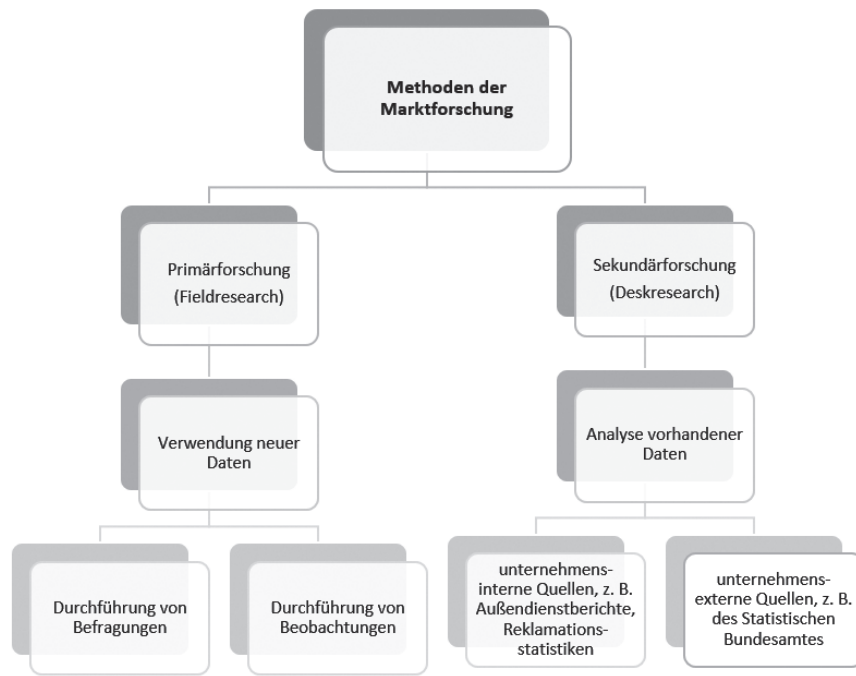 Methoden der
Marktforschung
Primärforschung
(Fieldresearch)
Sekundärforschung
(Deskresearch)
Verwendung neuer
Daten
Analyse vorhandener
Daten
Durchführung von
Befragungen
Durchführung von
Beobachtungen
unternehmens-
interne Quellen, z. B.
Außendienstberichte,
Reklamations-
statistiken
unternehmens-
externe Quellen, z. B.
des Statistischen
Bundesamtes